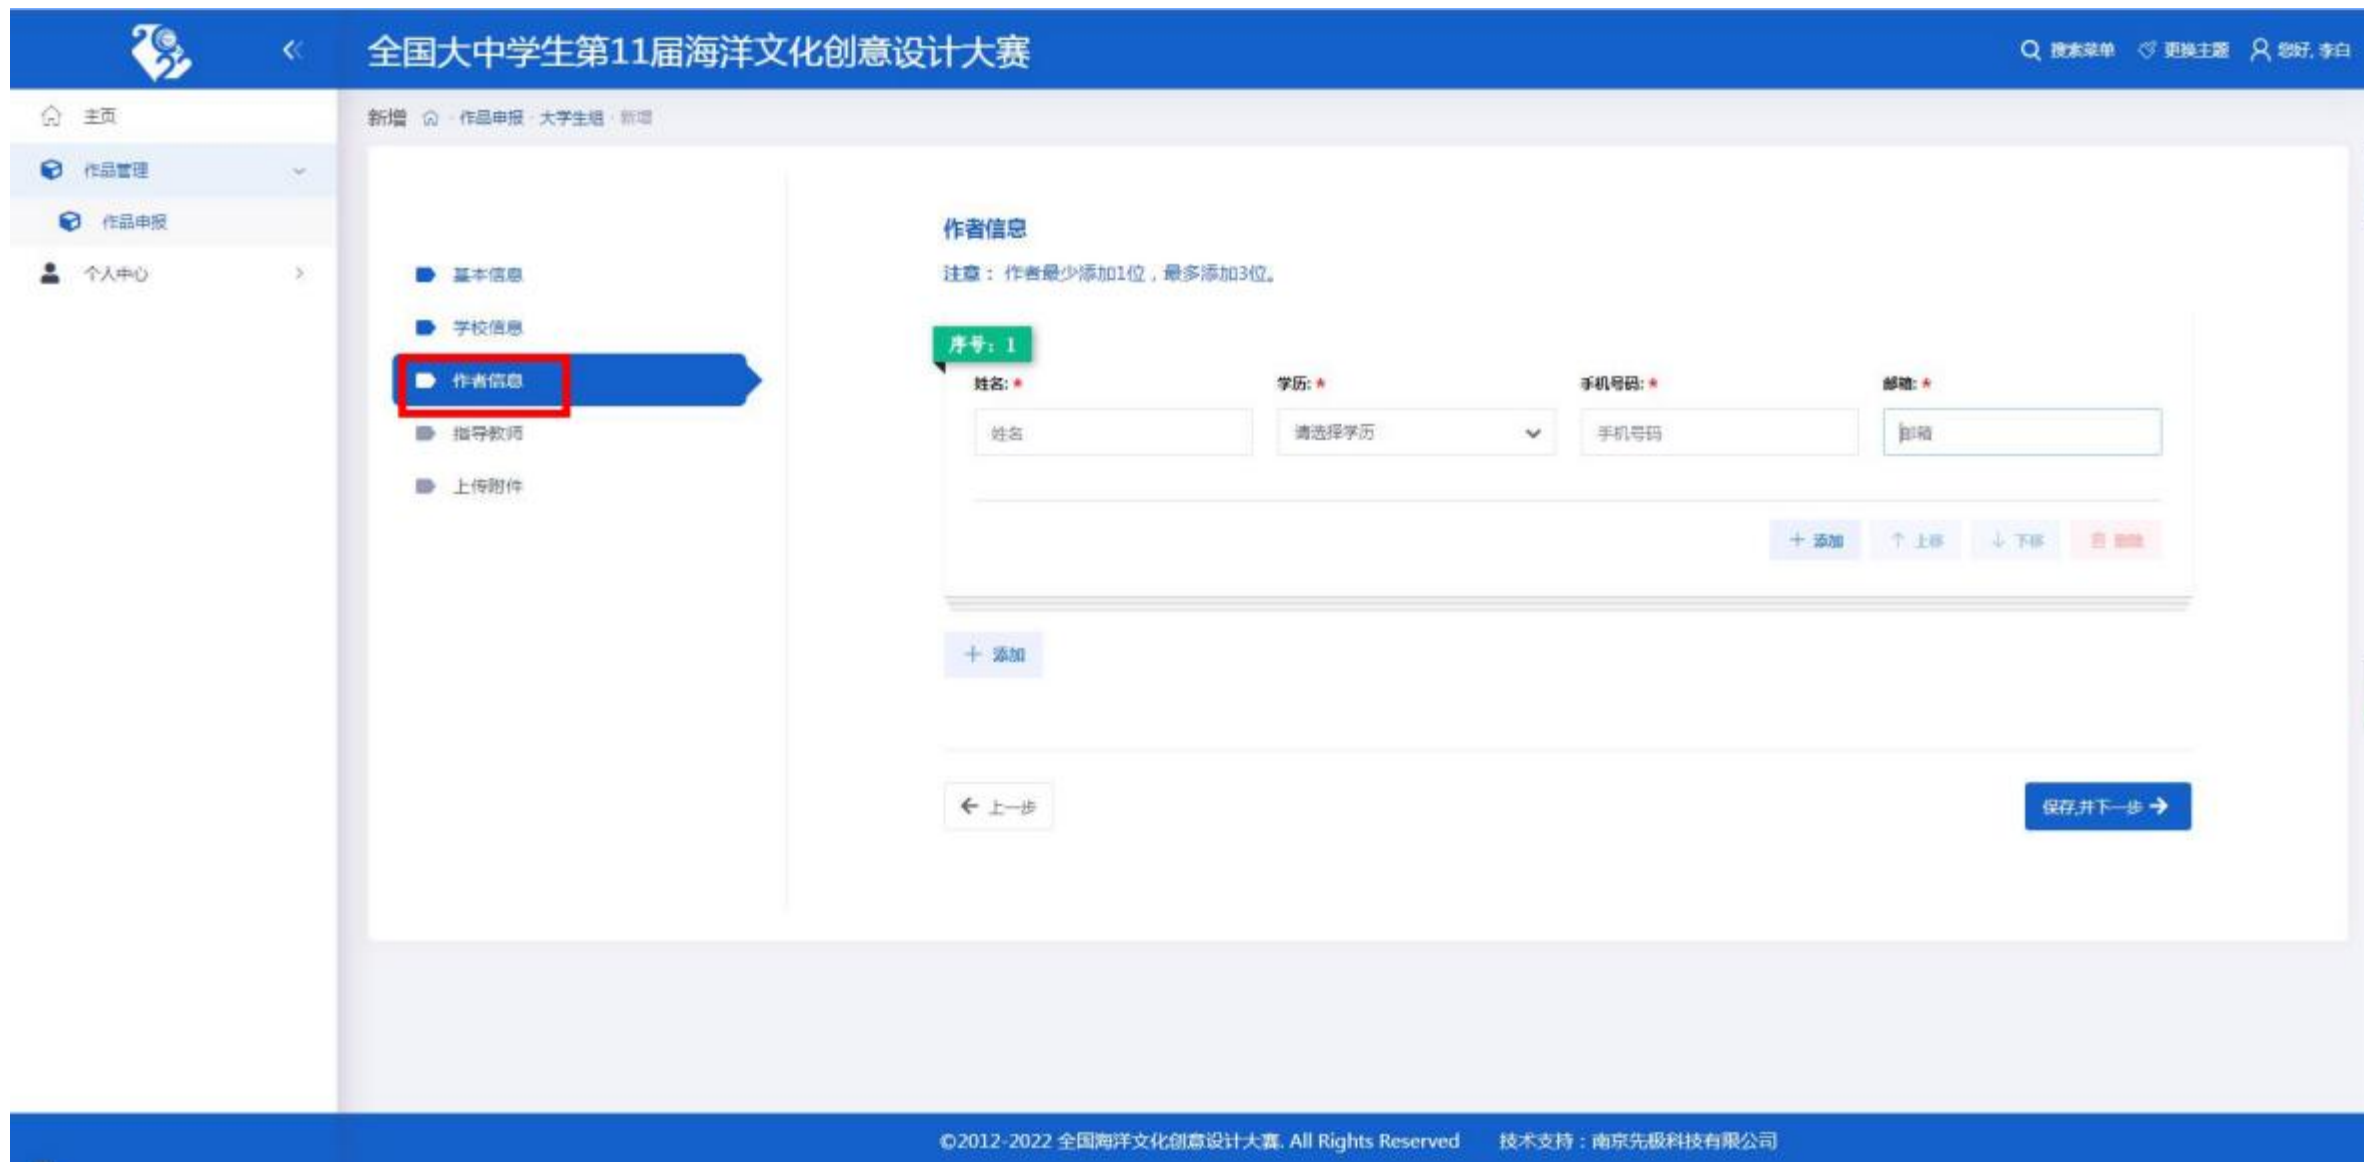 全国大中学生第11届海洋文化创意设计大赛
搜索菜单 更换主题 您好, 李白
主页
作品管理
作品申报
个人中心
新增 作品申报 · 大学生组 · 新增
基本信息
学校信息
作者信息
指导教师
上传附件
作者信息
注意：作者最少添加1位，最多添加3位。
序号：1
姓名: * 学历: * 手机号码: * 邮箱: *
姓名 请选择学历 手机号码 邮箱
添加 上移 下移 删除
添加
上一步 保存,并下一步
©2012-2022 全国海洋文化创意设计大赛. All Rights Reserved 技术支持：南京先极科技有限公司